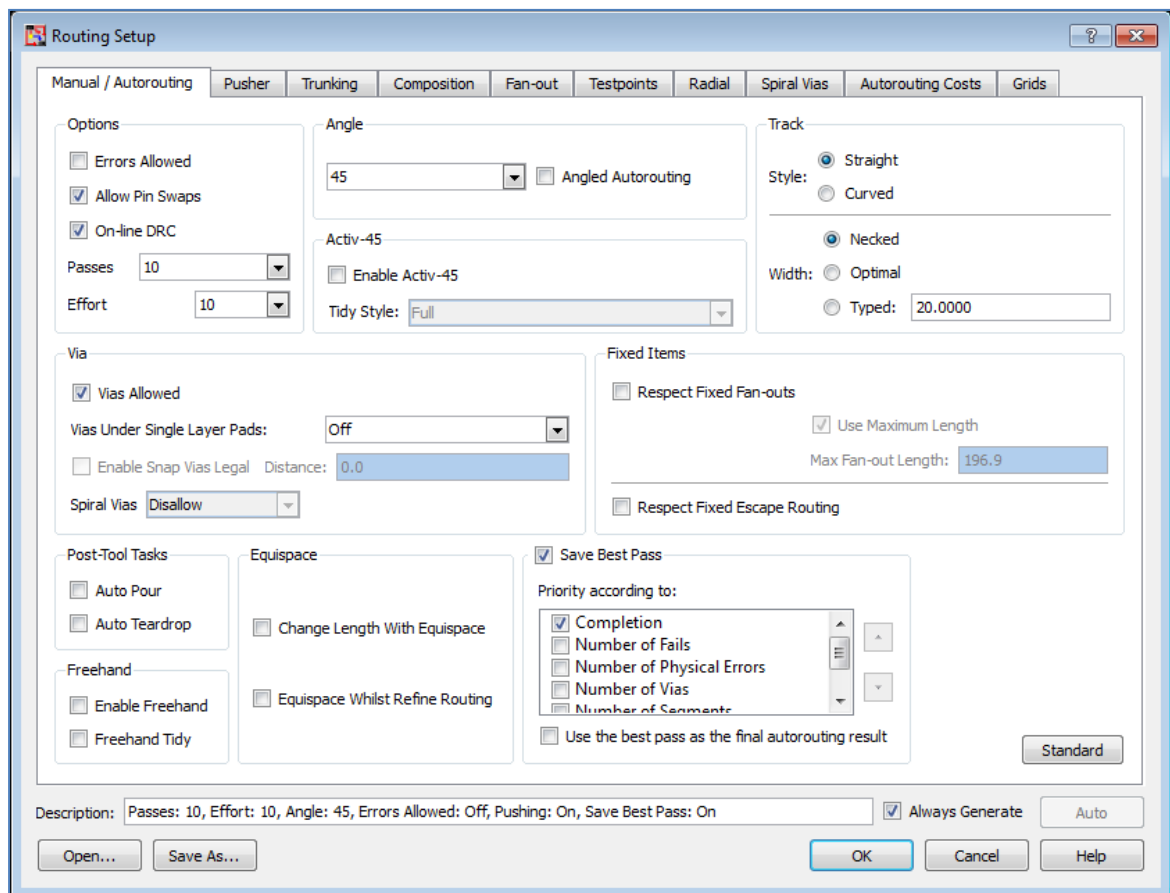 Routing Setup
Manual / Autorouting Pusher Trunking Composition Fan-out Testpoints Radial Spiral Vias Autorouting Costs Grids
Options
Errors Allowed
Allow Pin Swaps
On-line DRC
Passes 10
Effort 10
Angle
45 Angled Autorouting
Activ-45
Enable Activ-45
Tidy Style: Full
Track
Style: Straight
Curved
Necked
Width: Optimal
Typed: 20.0000
Via
Vias Allowed
Vias Under Single Layer Pads: Off
Enable Snap Vias Legal Distance: 0.0
Spiral Vias Disallow
Fixed Items
Respect Fixed Fan-outs
Use Maximum Length
Max Fan-out Length: 196.9
Respect Fixed Escape Routing
Post-Tool Tasks
Auto Pour
Auto Teardrop
Freehand
Enable Freehand
Freehand Tidy
Equispace
Change Length With Equispace
Equispace Whilst Refine Routing
Save Best Pass
Priority according to:
Completion
Number of Fails
Number of Physical Errors
Number of Vias
Number of Segments
Use the best pass as the final autorouting result
Standard
Description: Passes: 10, Effort: 10, Angle: 45, Errors Allowed: Off, Pushing: On, Save Best Pass: On Always Generate Auto
Open... Save As... OK Cancel Help